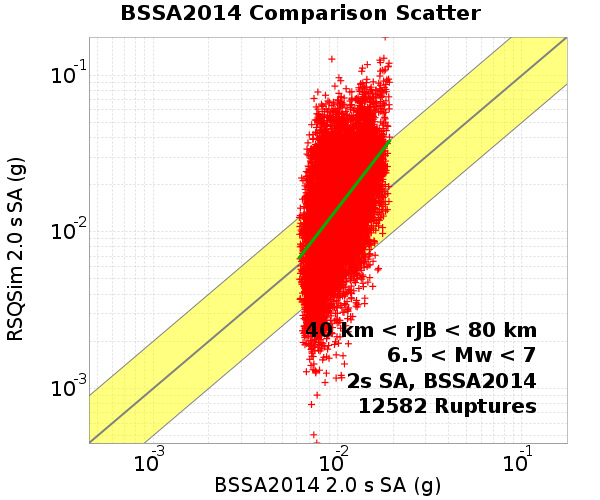 BSSA2014 Comparison Scatter
RSQSim 2.0 s SA (g)
10^-1
10^-2
10^-3
40 km < rJB < 80 km
6.5 < Mw < 7
2s SA, BSSA2014
12582 Ruptures
10^-3 10^-2 10^-1
BSSA2014 2.0 s SA (g)